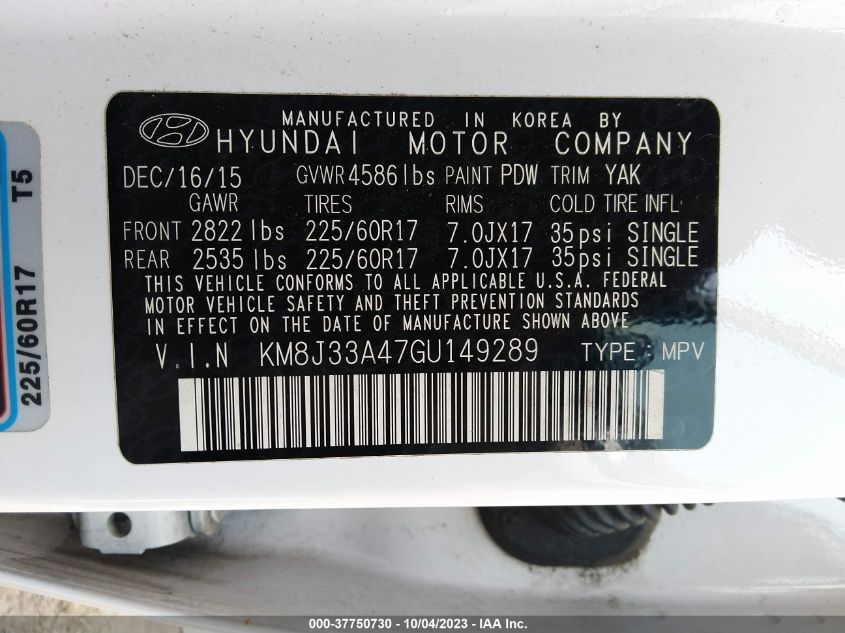 MANUFACTURED IN KOREA BY
HYUNDAI MOTOR COMPANY
DEC/16/15 GVWR 4586 lbs PAINT PDW TRIM YAK
GAWR TIRES RIMS COLD TIRE INFL
FRONT 2822 lbs 225/60R17 7.0JX17 35psi SINGLE
REAR 2535 lbs 225/60R17 7.0JX17 35psi SINGLE
THIS VEHICLE CONFORMS TO ALL APPLICABLE U.S.A. FEDERAL
MOTOR VEHICLE SAFETY AND THEFT PREVENTION STANDARDS
IN EFFECT ON THE DATE OF MANUFACTURE SHOWN ABOVE.
V.I.N KM8J33A47GU149289 TYPE : MPV
225/60R17 T5
000-37750730 - 10/04/2023 - IAA Inc.